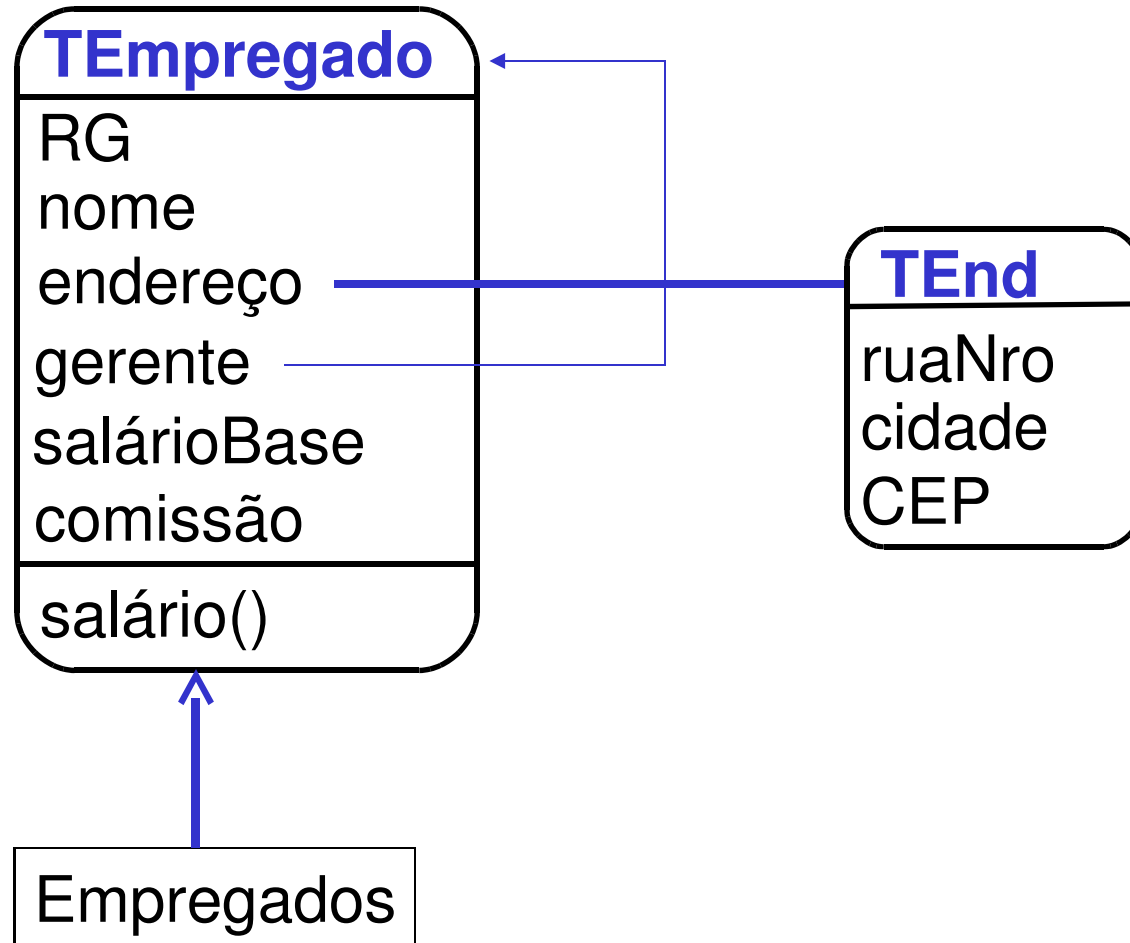 TEmpregado
RG
nome
endereço
gerente
salárioBase
comissão
salário()
TEnd
ruaNro
cidade
CEP
Empregados